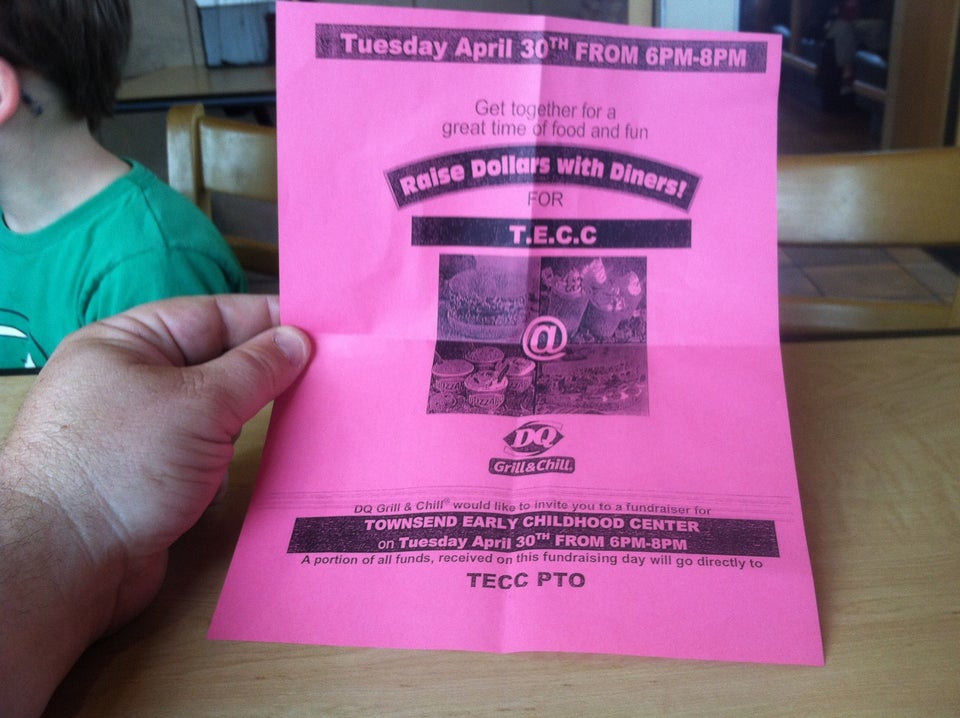 Tuesday April 30TH FROM 6PM-8PM
Get together for a
great time of food and fun
Raise Dollars with Diners!
FOR
T.E.C.C
@
DQ
Grill & Chill
DQ Grill & Chill® would like to invite you to a fundraiser for
TOWNSEND EARLY CHILDHOOD CENTER
on Tuesday April 30TH FROM 6PM-8PM
A portion of all funds, received on this fundraising day will go directly to
TECC PTO